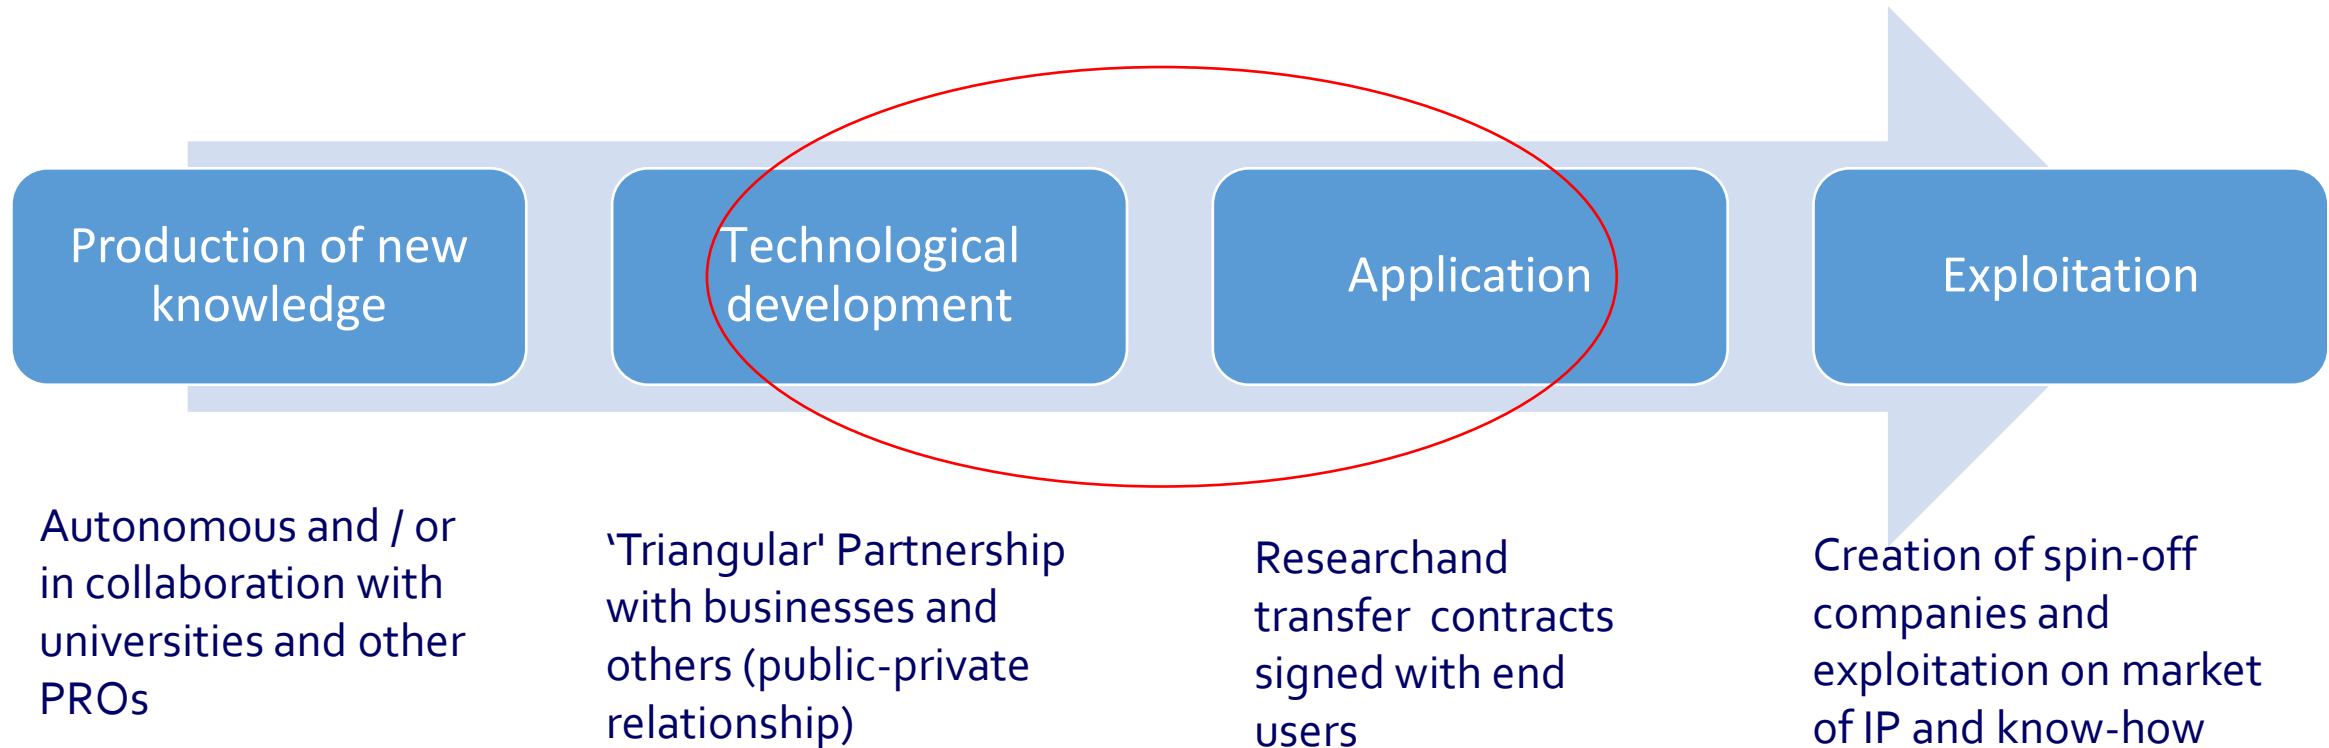 Production of new
knowledge
Technological
development
Application
Exploitation
Autonomous and / or
in collaboration with
universities and other
PROs
‘Triangular' Partnership
with businesses and
others (public-private
relationship)
Researchand
transfer  contracts
signed with end
users
Creation of spin-off
companies and
exploitation on market
of IP and know-how